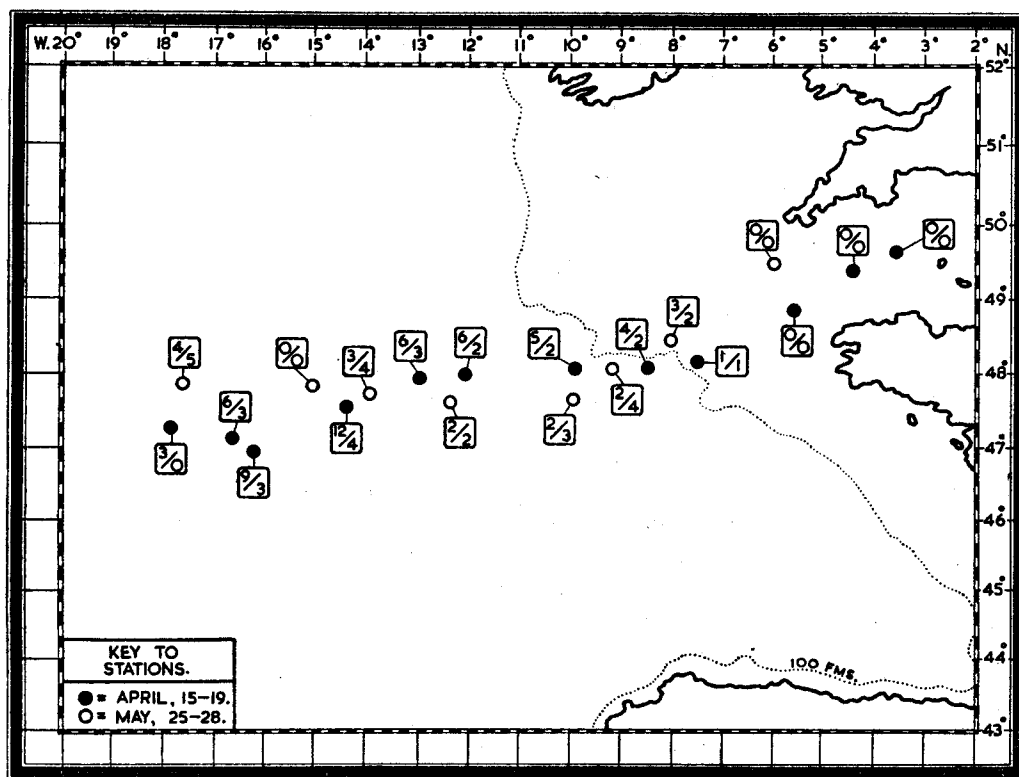 W. 20° 19° 18° 17° 16° 15° 14° 13° 12° 11° 10° 9° 8° 7° 6° 5° 4° 3° 2° N.
52°
51°
50°
0/0 0/0 0/0
49°
3/2
4/5 0/0 3/4 6/3 6/2 5/2 4/2
0/0
1/1
48°
6/3 2/4
12/4 2/2 2/3
47°
3/0
9/3
46°
45°
KEY TO
STATIONS.
44°
100 FMS.
● = APRIL, 15-19.
○ = MAY, 25-28.
43°